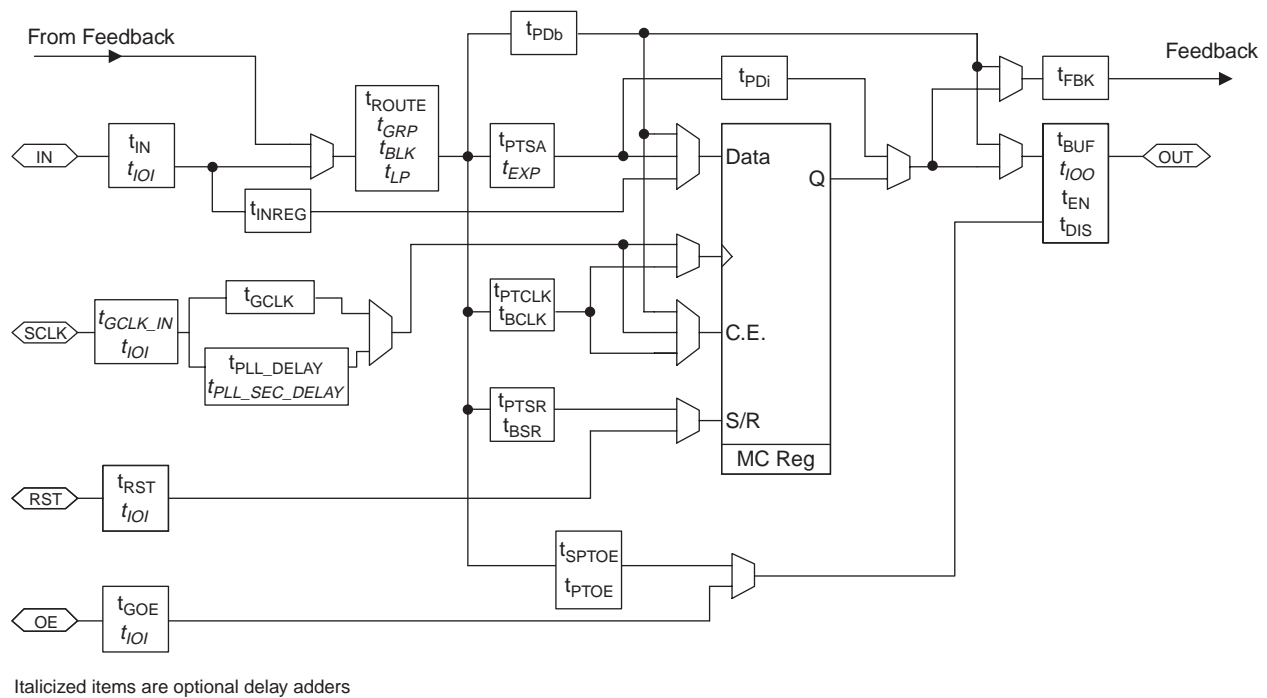 From Feedback
tPDb
Feedback
tPDi
tFBK
IN
tIN
tIOI
tROUTE
tGRP
tBLK
tLP
tPTSA
tEXP
tINREG
Data
Q
tBUF
tIOO
tEN
tDIS
OUT
SCLK
tGCLK_IN
tIOI
tGCLK
tPLL_DELAY
tPLL_SEC_DELAY
tPTCLK
tBCLK
C.E.
tPTSR
tBSR
S/R
MC Reg
RST
tRST
tIOI
tSPTOE
tPTOE
OE
tGOE
tIOI
Italicized items are optional delay adders